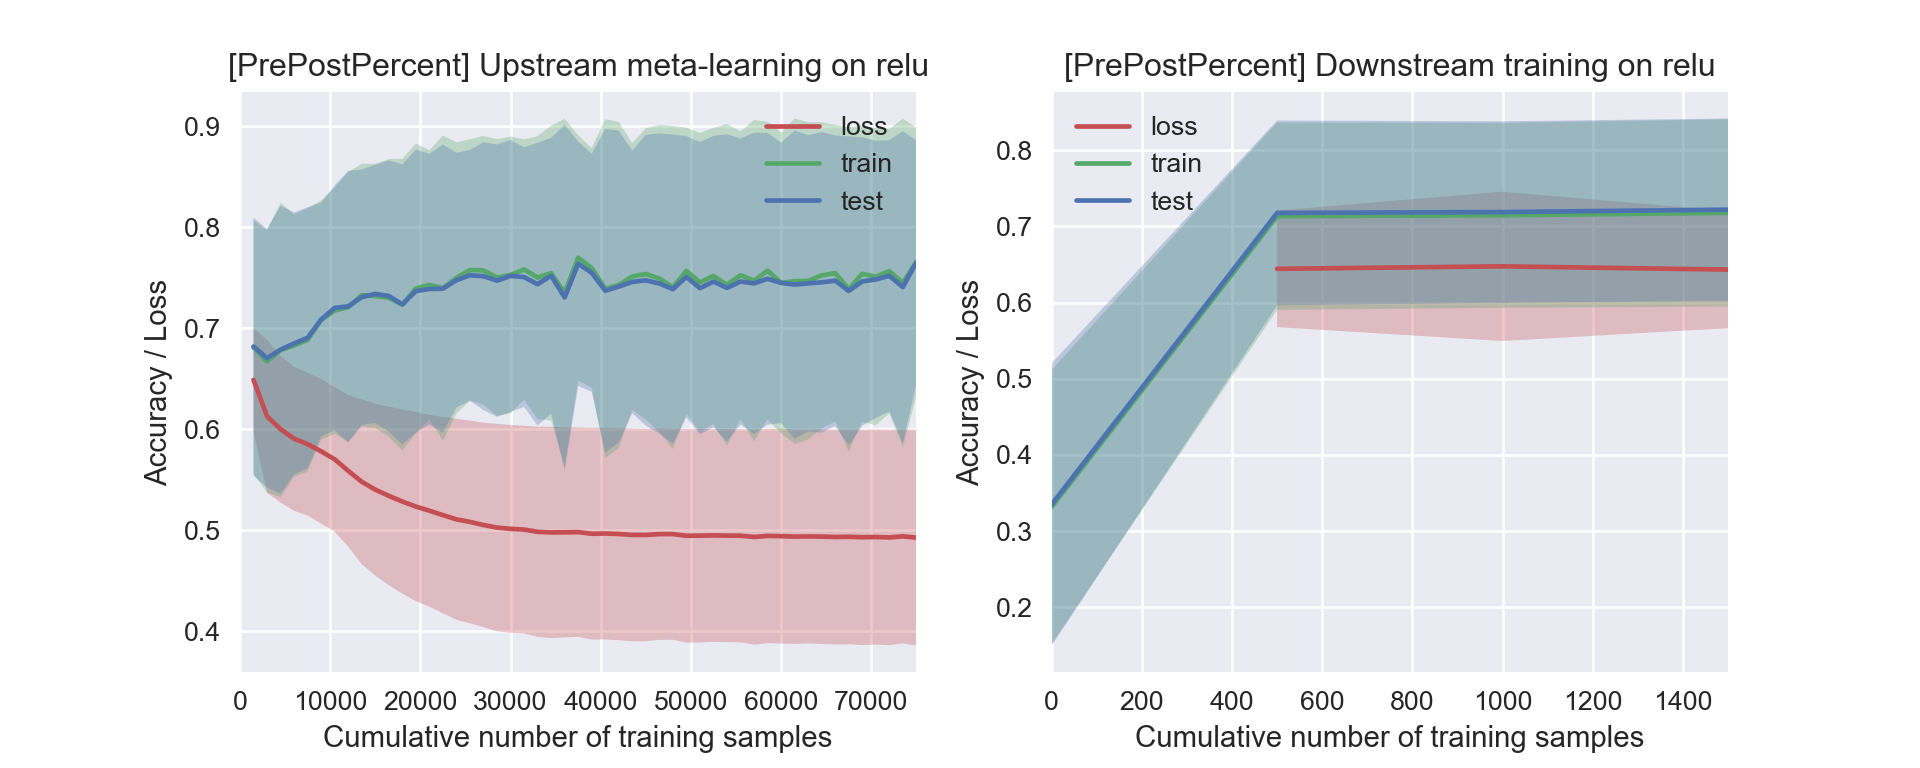 [PrePostPercent] Upstream meta-learning on relu
0.9
0.8
0.7
0.6
0.5
0.4
Accuracy / Loss
loss
train
test
0 10000 20000 30000 40000 50000 60000 70000
Cumulative number of training samples
[PrePostPercent] Downstream training on relu
0.8
0.7
0.6
0.5
0.4
0.3
0.2
Accuracy / Loss
loss
train
test
0 200 400 600 800 1000 1200 1400
Cumulative number of training samples